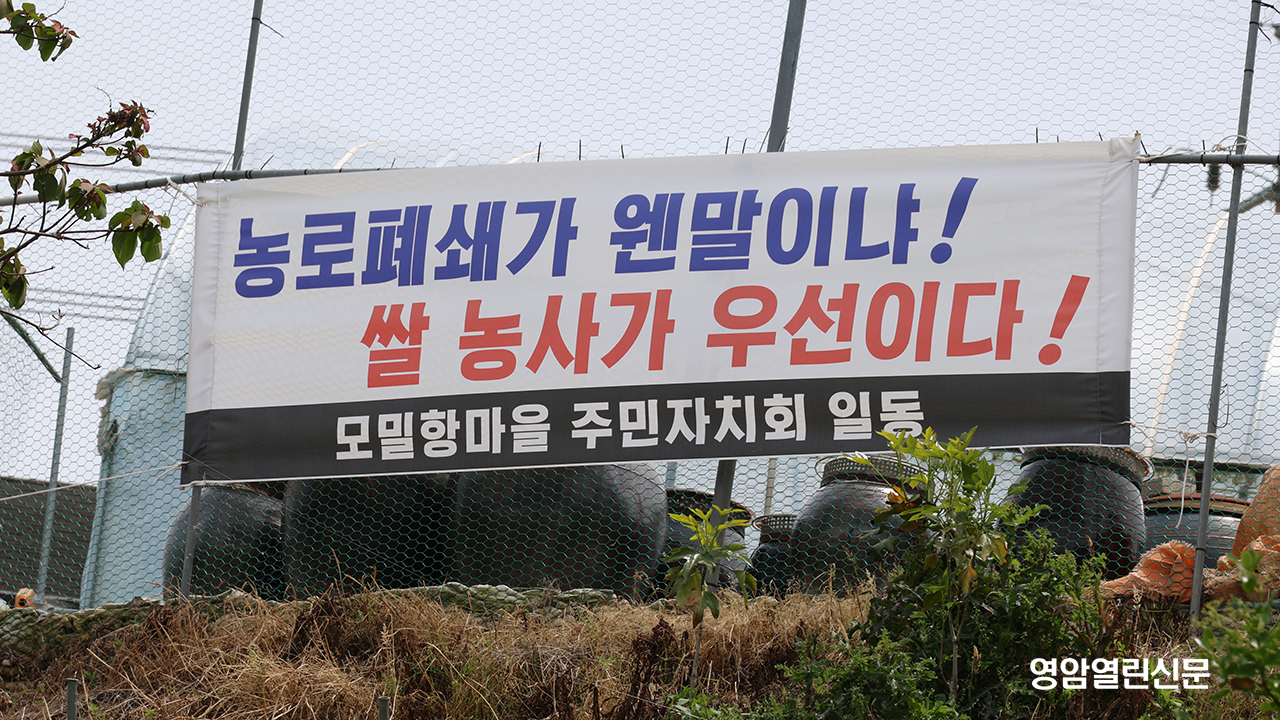 농로폐쇄가 웬말이냐!
쌀 농사가 우선이다!
모밀항마을 주민자치회 일동
영암열린신문